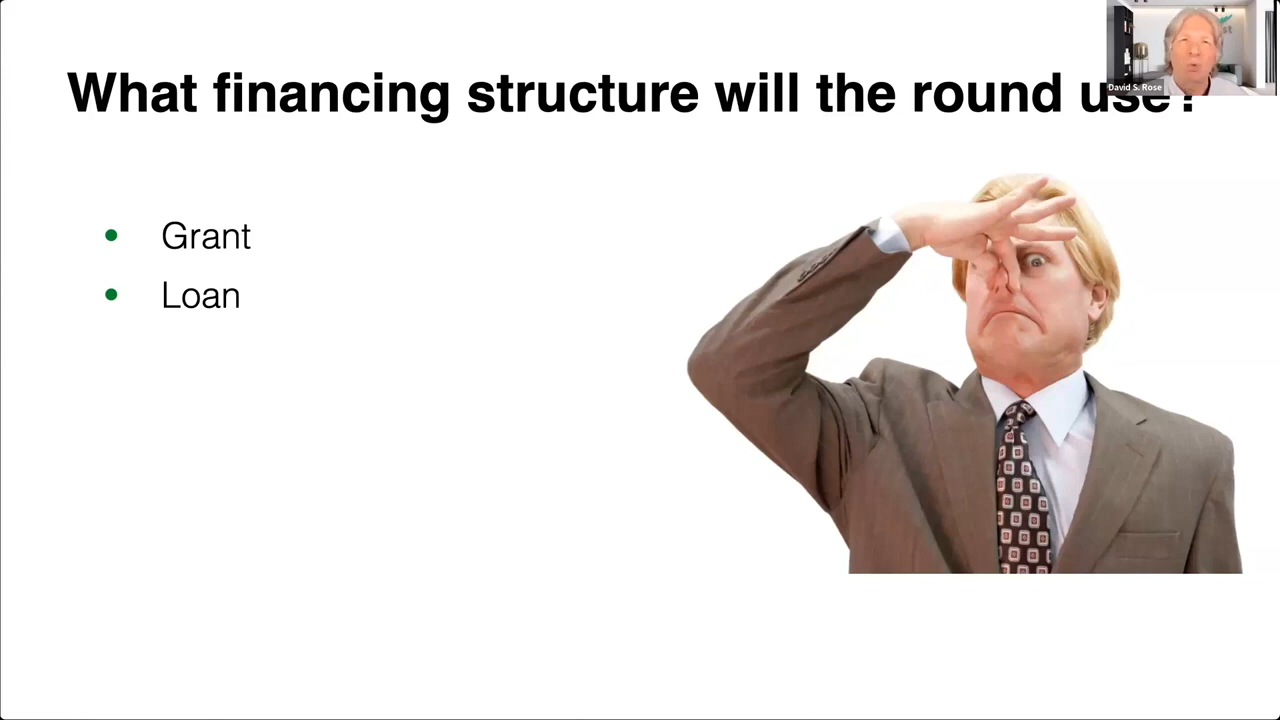 What financing structure will the round use?
David S. Rose
Grant
Loan